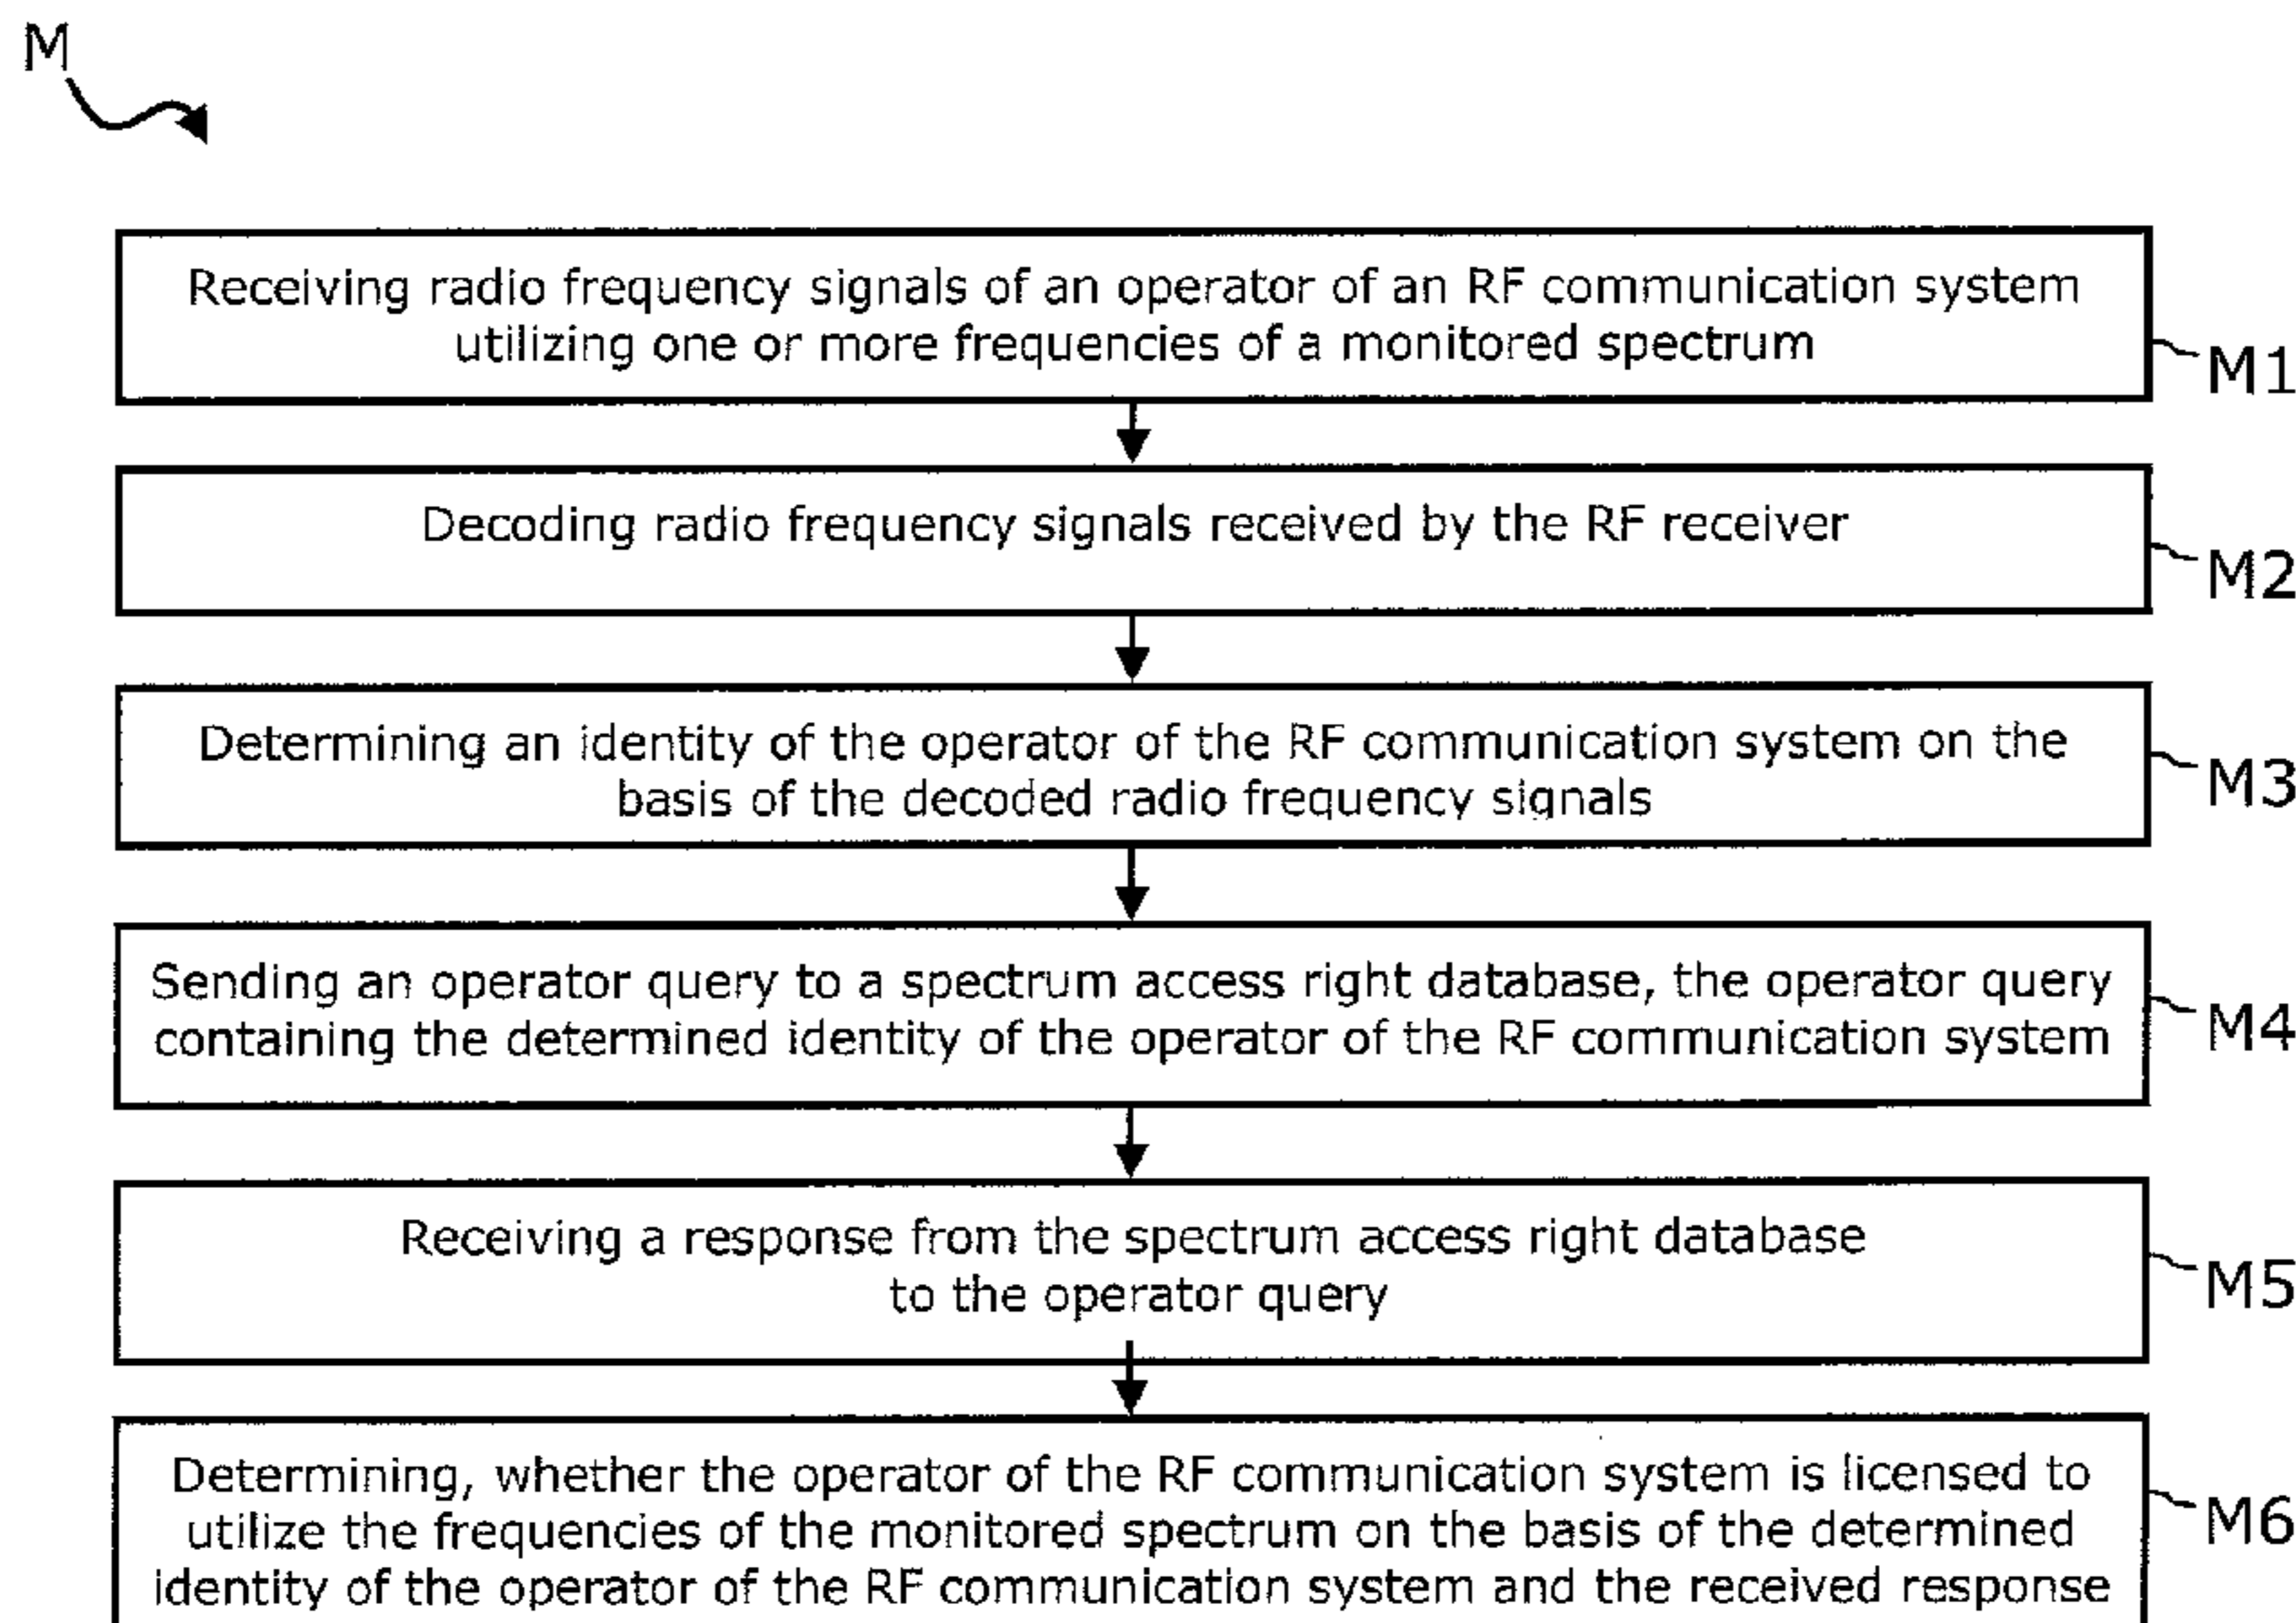 M
Receiving radio frequency signals of an operator of an RF communication system
utilizing one or more frequencies of a monitored spectrum
M1
Decoding radio frequency signals received by the RF receiver
M2
Determining an identity of the operator of the RF communication system on the
basis of the decoded radio frequency signals
M3
Sending an operator query to a spectrum access right database, the operator query
containing the determined identity of the operator of the RF communication system
M4
Receiving a response from the spectrum access right database
to the operator query
M5
Determining, whether the operator of the RF communication system is licensed to
utilize the frequencies of the monitored spectrum on the basis of the determined
identity of the operator of the RF communication system and the received response
M6